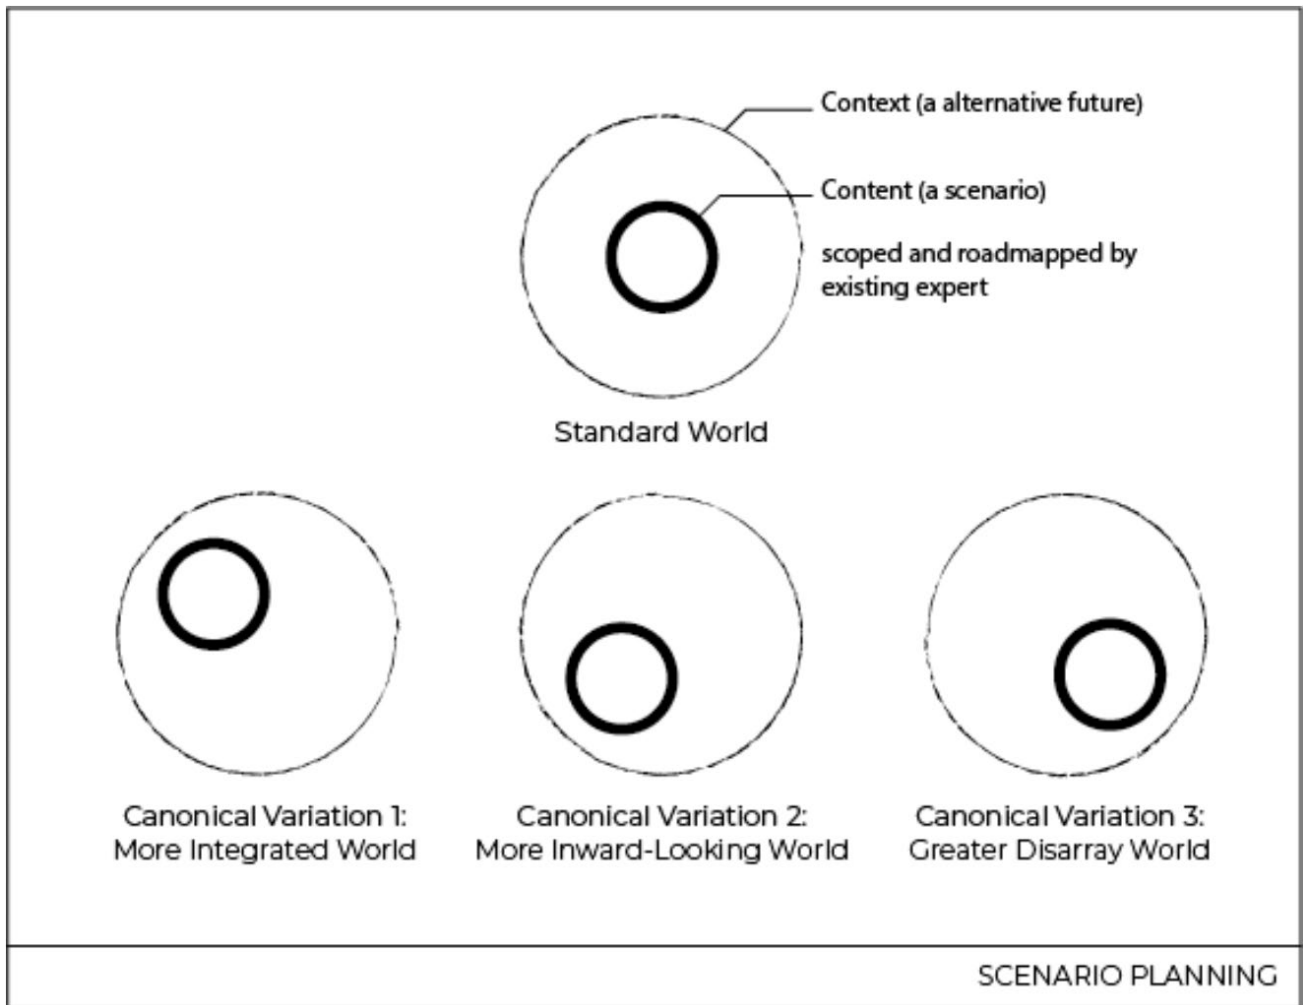 Context (a alternative future)
Content (a scenario)
scoped and roadmapped by
existing expert
Standard World
Canonical Variation 1:
More Integrated World
Canonical Variation 2:
More Inward-Looking World
Canonical Variation 3:
Greater Disarray World
SCENARIO PLANNING